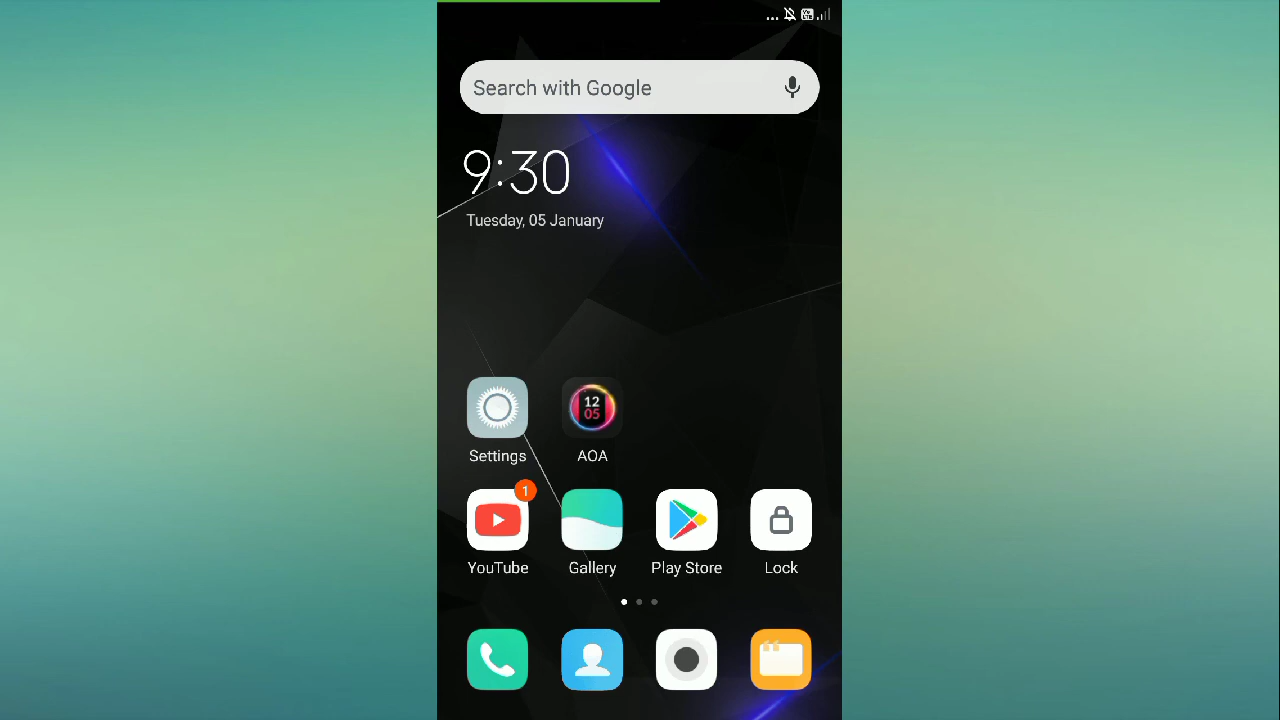 Search with Google
9:30
Tuesday, 05 January
12
05
Settings
AOA
1
YouTube
Gallery
Play Store
Lock